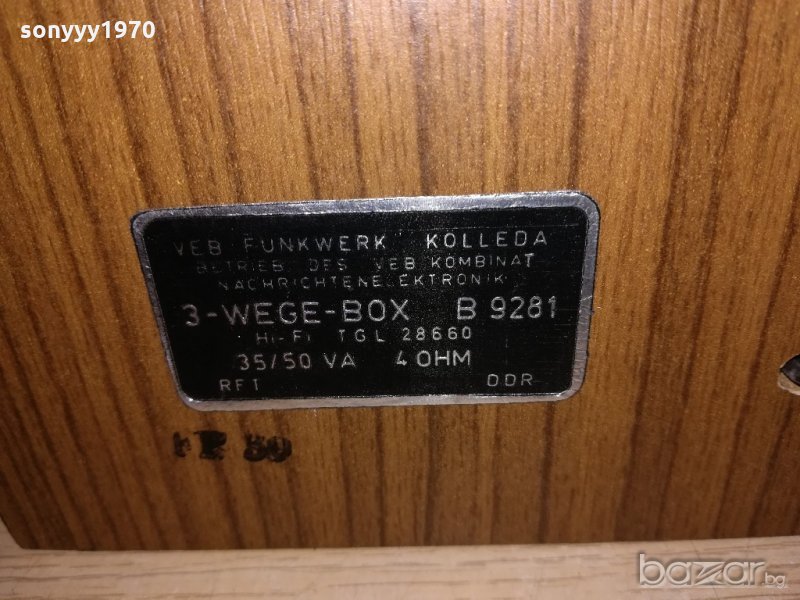 sonyyy1970
VEB FUNKWERK KOLLEDA
BETRIEB DES VEB KOMBINAT
NACHRICHTENELEKTRONIK
3-WEGE-BOX B 9281
Hi-Fi TGL 28660
35/50 VA 4 OHM
RFT DDR
bazar.bg